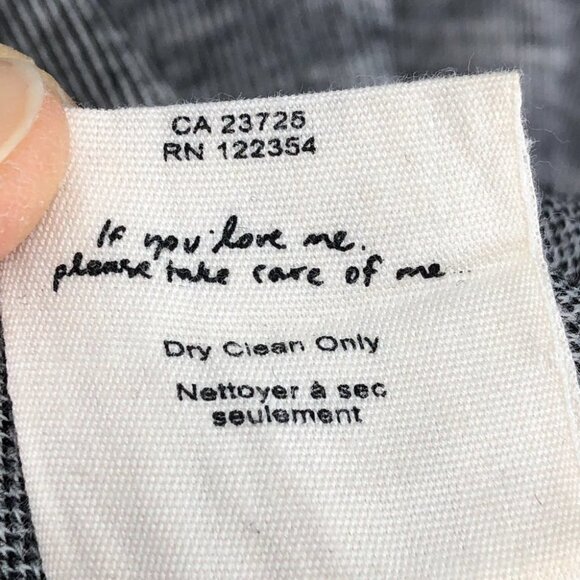 CA 23725
RN 122354
If you love me.
please take care of me...
Dry Clean Only
Nettoyer à sec
seulement